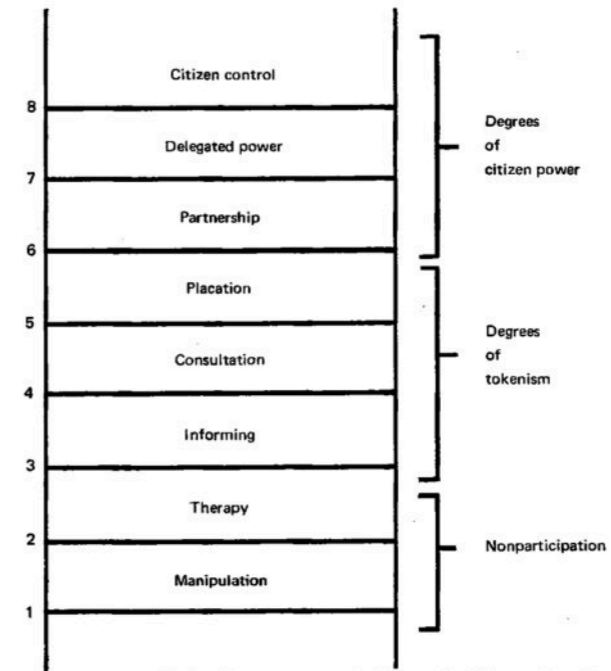 Citizen control
8
Delegated power
7
Partnership
6
Placation
5
Consultation
4
Informing
3
Therapy
2
Manipulation
1
Degrees
of
citizen power
Degrees
of
tokenism
Nonparticipation